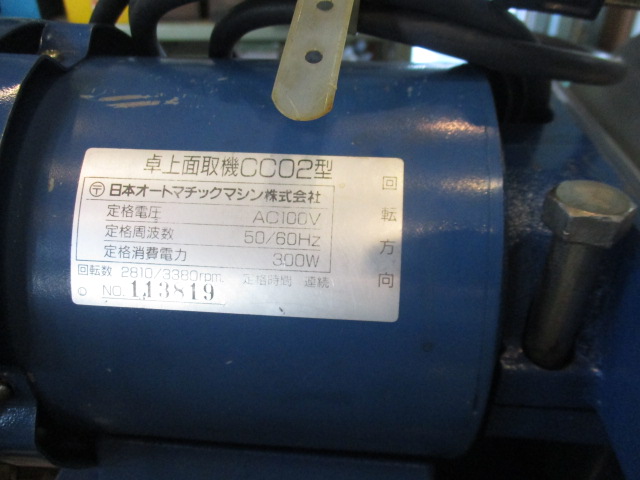 卓上面取機CC02型
〒 日本オートマチックマシン株式会社
定格電圧 AC100V
定格周波数 50/60Hz
定格消費電力 300W
回転数 2810/3380rpm. 定格時間 連続
NO. 113819
回転方向